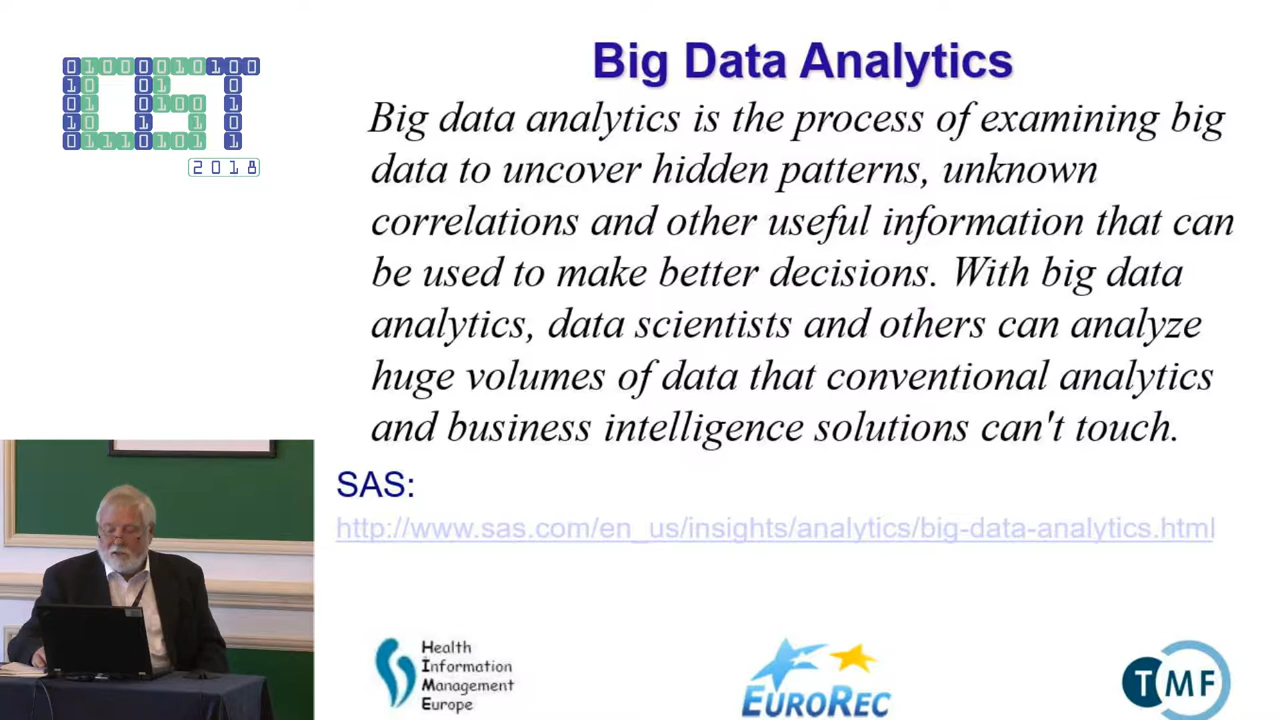 Big Data Analytics
Big data analytics is the process of examining big
data to uncover hidden patterns, unknown
correlations and other useful information that can
be used to make better decisions. With big data
analytics, data scientists and others can analyze
huge volumes of data that conventional analytics
and business intelligence solutions can't touch.
SAS:
http://www.sas.com/en_us/insights/analytics/big-data-analytics.html
2018
Health
Information
Management
Europe
EUROREC
TMF